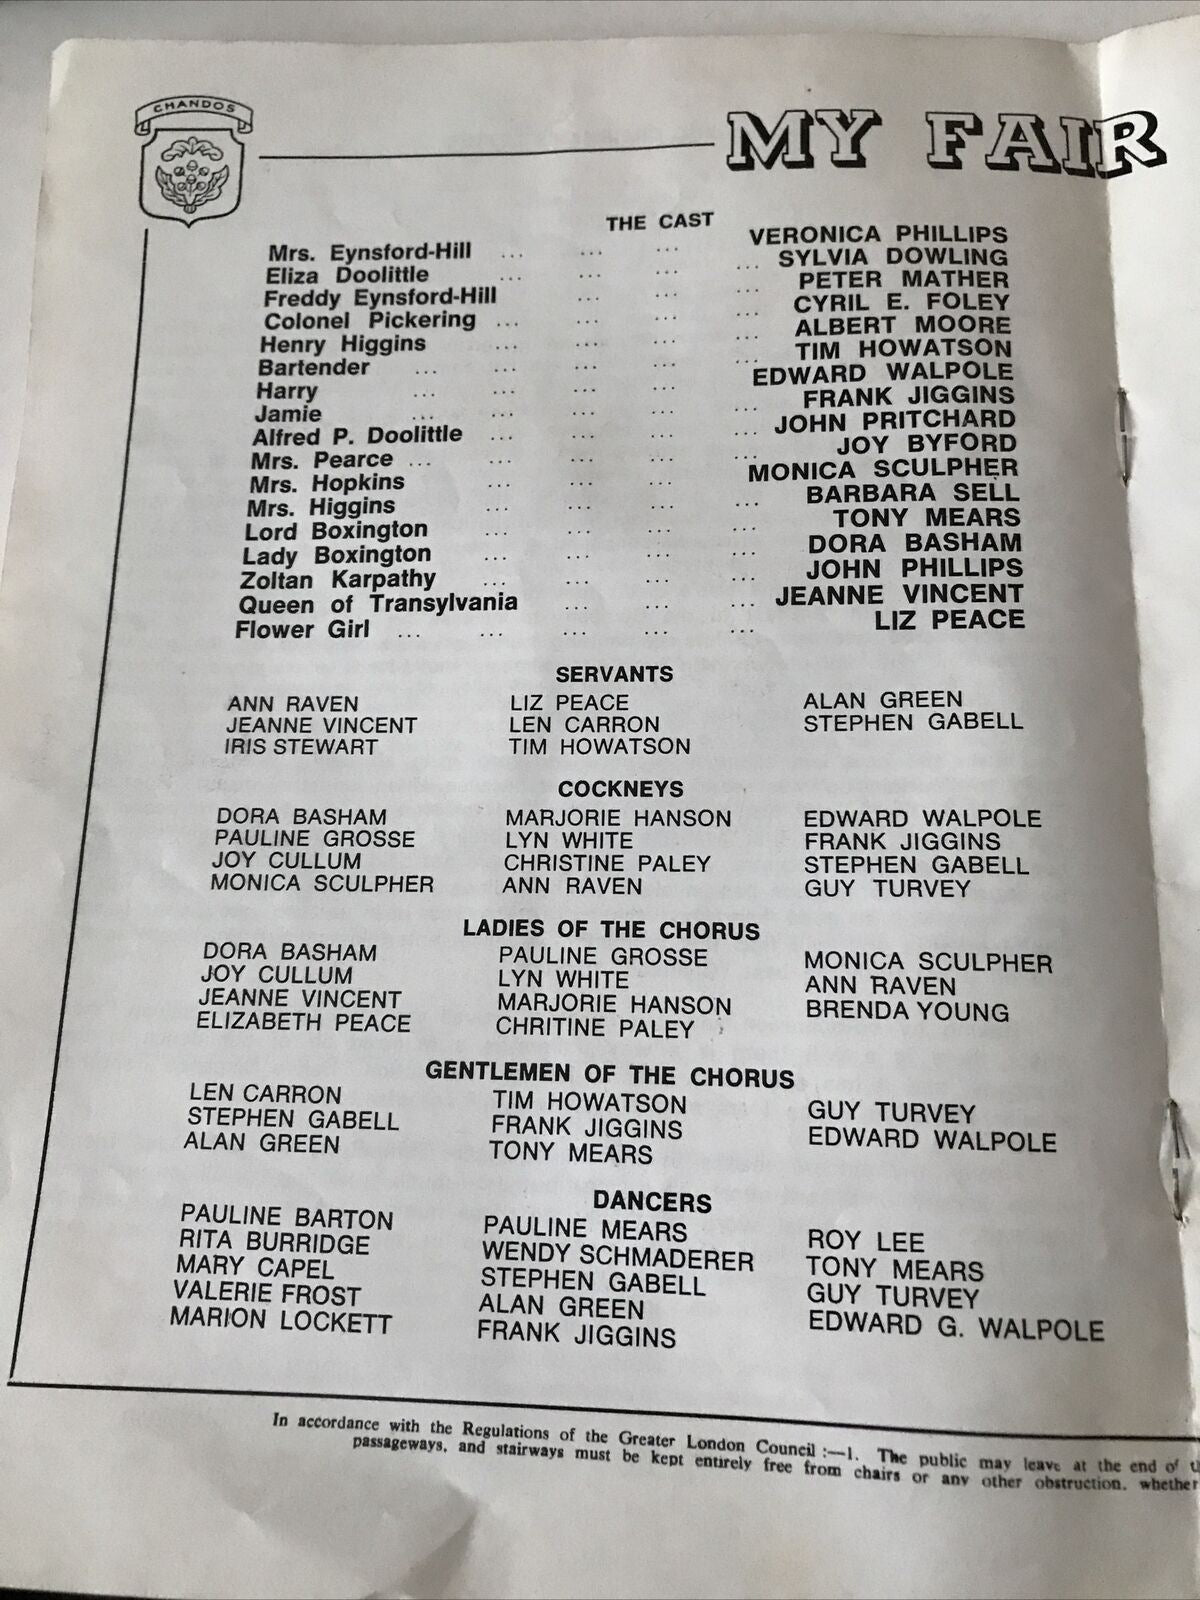 CHANDOS
MY FAIR
THE CAST
Mrs. Eynsford-Hill ... ... ... VERONICA PHILLIPS
Eliza Doolittle ... ... ... ... SYLVIA DOWLING
Freddy Eynsford-Hill ... ... ... PETER MATHER
Colonel Pickering ... ... ... ... CYRIL E. FOLEY
Henry Higgins ... ... ... ... ALBERT MOORE
Bartender ... ... ... ... ... TIM HOWATSON
Harry ... ... ... ... EDWARD WALPOLE
Jamie ... ... ... ... ... FRANK JIGGINS
Alfred P. Doolittle ... ... ... ... JOHN PRITCHARD
Mrs. Pearce ... ... ... ... ... JOY BYFORD
Mrs. Hopkins ... ... ... MONICA SCULPHER
Mrs. Higgins ... ... ... ... BARBARA SELL
Lord Boxington ... ... ... ... TONY MEARS
Lady Boxington ... ... ... ... DORA BASHAM
Zoltan Karpathy ... ... ... ... JOHN PHILLIPS
Queen of Transylvania ... ... ... JEANNE VINCENT
Flower Girl ... ... ... ... ... LIZ PEACE
SERVANTS
ANN RAVEN LIZ PEACE ALAN GREEN
JEANNE VINCENT LEN CARRON STEPHEN GABELL
IRIS STEWART TIM HOWATSON
COCKNEYS
DORA BASHAM MARJORIE HANSON EDWARD WALPOLE
PAULINE GROSSE LYN WHITE FRANK JIGGINS
JOY CULLUM CHRISTINE PALEY STEPHEN GABELL
MONICA SCULPHER ANN RAVEN GUY TURVEY
LADIES OF THE CHORUS
DORA BASHAM PAULINE GROSSE MONICA SCULPHER
JOY CULLUM LYN WHITE ANN RAVEN
JEANNE VINCENT MARJORIE HANSON BRENDA YOUNG
ELIZABETH PEACE CHRITINE PALEY
GENTLEMEN OF THE CHORUS
LEN CARRON TIM HOWATSON GUY TURVEY
STEPHEN GABELL FRANK JIGGINS EDWARD WALPOLE
ALAN GREEN TONY MEARS
DANCERS
PAULINE BARTON PAULINE MEARS ROY LEE
RITA BURRIDGE WENDY SCHMADERER TONY MEARS
MARY CAPEL STEPHEN GABELL GUY TURVEY
VALERIE FROST ALAN GREEN EDWARD G. WALPOLE
MARION LOCKETT FRANK JIGGINS
In accordance with the Regulations of the Greater London Council :—1. The public may leave at the end of
passageways, and stairways must be kept entirely free from chairs or any other obstruction, whether